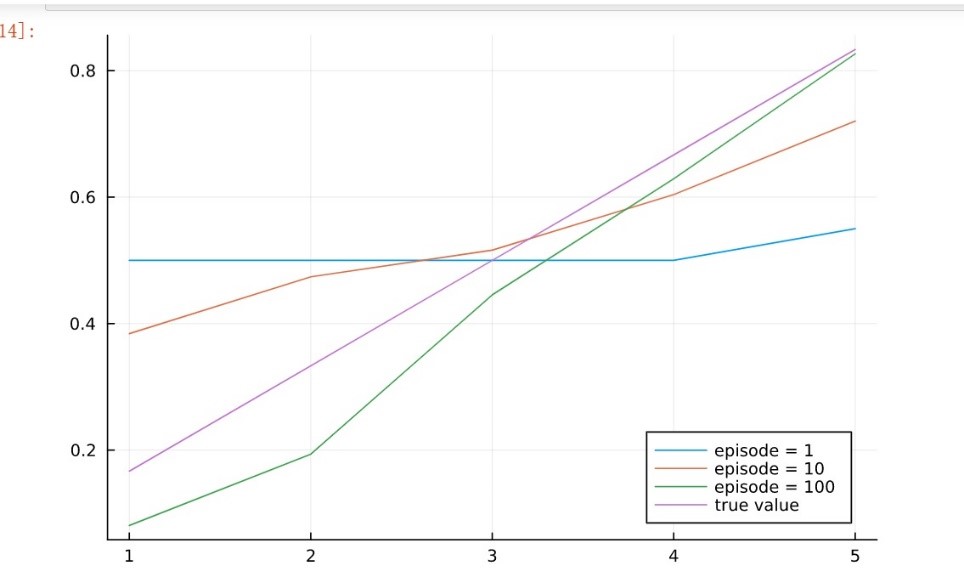 14]:
0.8
0.6
0.4
0.2
1 2 3 4 5
episode = 1
episode = 10
episode = 100
true value